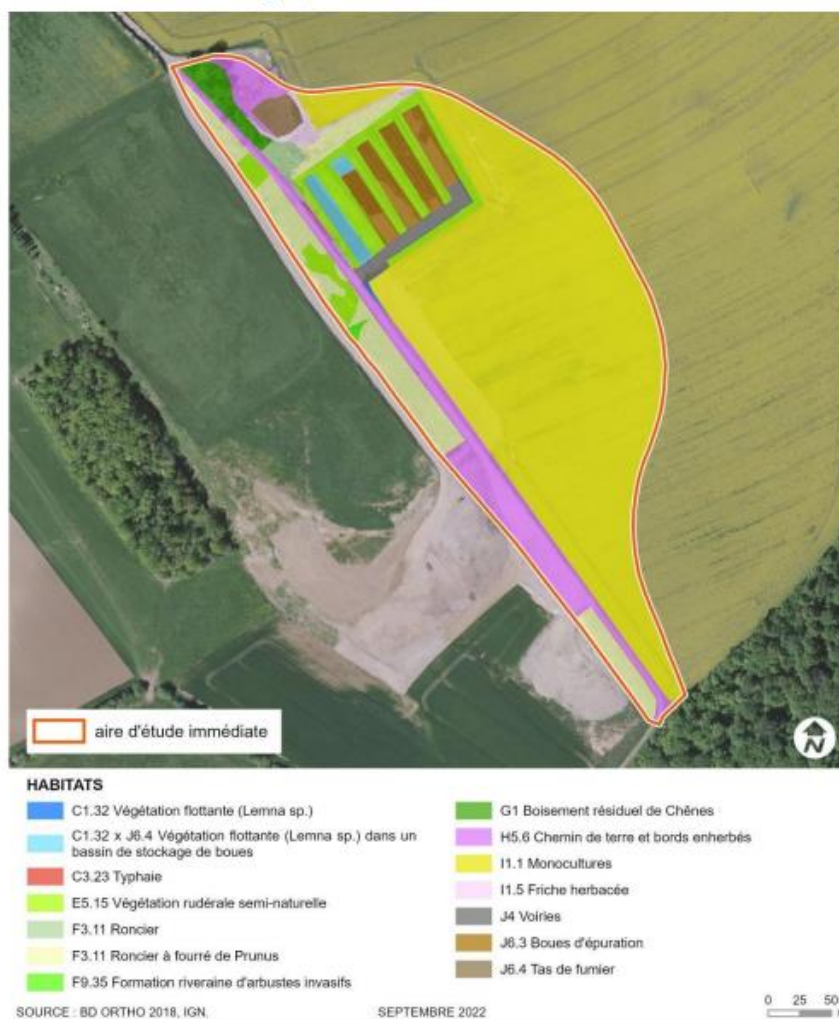 aire d'étude immédiate
N
HABITATS
C1.32 Végétation flottante (Lemna sp.)
C1.32 x J6.4 Végétation flottante (Lemna sp.) dans un
bassin de stockage de boues
C3.23 Typhaie
E5.15 Végétation rudérale semi-naturelle
F3.11 Roncier
F3.11 Roncier à fourré de Prunus
F9.35 Formation riveraine d'arbustes invasifs
G1 Boisement résiduel de Chênes
H5.6 Chemin de terre et bords enherbés
I1.1 Monocultures
I1.5 Friche herbacée
J4 Voiries
J6.3 Boues d'épuration
J6.4 Tas de fumier
SOURCE : BD ORTHO 2018, IGN.
SEPTEMBRE 2022
0 25 50